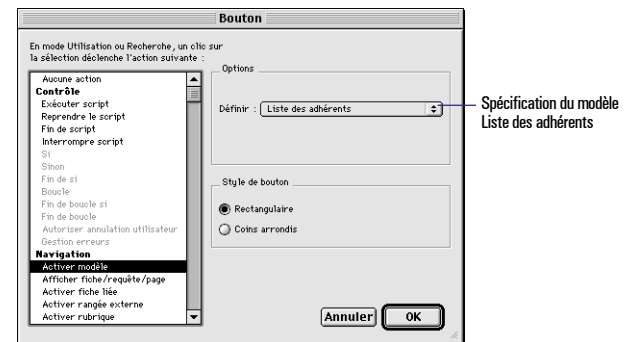 Bouton
En mode Utilisation ou Recherche, un clic sur
la sélection déclenche l'action suivante :
Aucune action
Contrôle
Exécuter script
Reprendre le script
Fin de script
Interrompre script
Si
Sinon
Fin de si
Boucle
Fin de boucle si
Fin de boucle
Autoriser annulation utilisateur
Gestion erreurs
Navigation
Activer modèle
Afficher fiche/requête/page
Activer fiche liée
Activer rangée externe
Activer rubrique
Options
Définir : Liste des adhérents
Style de bouton
Rectangulaire
Coins arrondis
Annuler
OK
Spécification du modèle
Liste des adhérents